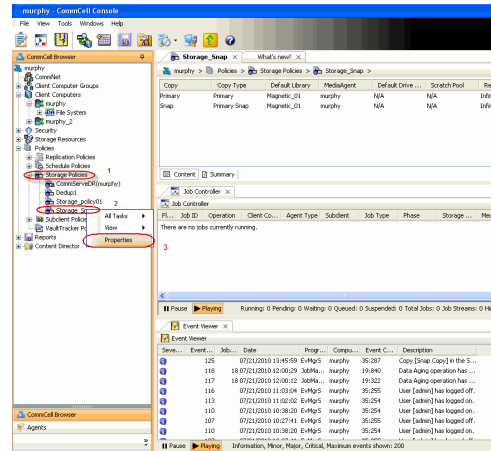 murphy - CommCell Console
File View Tools Windows Help
CommCell Browser
murphy
CommNet
Client Computer Groups
Client Computers
murphy
File System
murphy_2
Security
Storage Resources
Policies
Replication Policies
Schedule Policies
Storage Policies
1
CommServeDR(murphy)
Dedup1
Storage_policy01
2
Storage_Sn
Subclient Policie
VaultTracker Po
Reports
Content Director
All Tasks
View
Properties
3
CommCell Browser
Agents
Storage_Snap
What's new?
murphy > Policies > Storage Policies > Storage_Snap >
Copy Copy Type Default Library MediaAgent Default Drive ... Scratch Pool Re
Primary Primary Magnetic_01 murphy N/A N/A Infin
Snap Primary Snap Magnetic_01 murphy N/A N/A Infin
Content Summary
Job Controller
Job Controller
Fl... Job ID Operation Client Co... Agent Type Subclient Job Type Phase Storage ... Med
There are no jobs currently running.
Pause Playing Running: 0 Pending: 0 Waiting: 0 Queued: 0 Suspended: 0 Total Jobs: 0 Job Streams: 0 Hi
Event Viewer
Event Viewer
Seve... Event... Job... Date Progr... Compu... Event C... Description
125 07/21/2010 13:45:59 EvMgrS murphy 35:287 Copy [Snap Copy] in the S...
118 18 07/21/2010 12:00:29 JobMa... murphy 19:840 Data Aging operation has ...
117 18 07/21/2010 12:00:12 JobMa... murphy 19:322 Data Aging operation has ...
116 07/21/2010 11:03:04 EvMgrS murphy 35:255 User [admin] has logged off.
113 07/21/2010 11:02:02 EvMgrS murphy 35:254 User [admin] has logged on.
110 07/21/2010 10:38:20 EvMgrS murphy 35:254 User [admin] has logged on.
107 07/21/2010 10:27:41 EvMgrS murphy 35:255 User [admin] has logged off.
110 07/21/2010 10:38:20 EvMgrS murphy 35:254 User [admin] has logged on.
Pause Playing Information, Minor, Major, Critical, Maximum events shown: 200